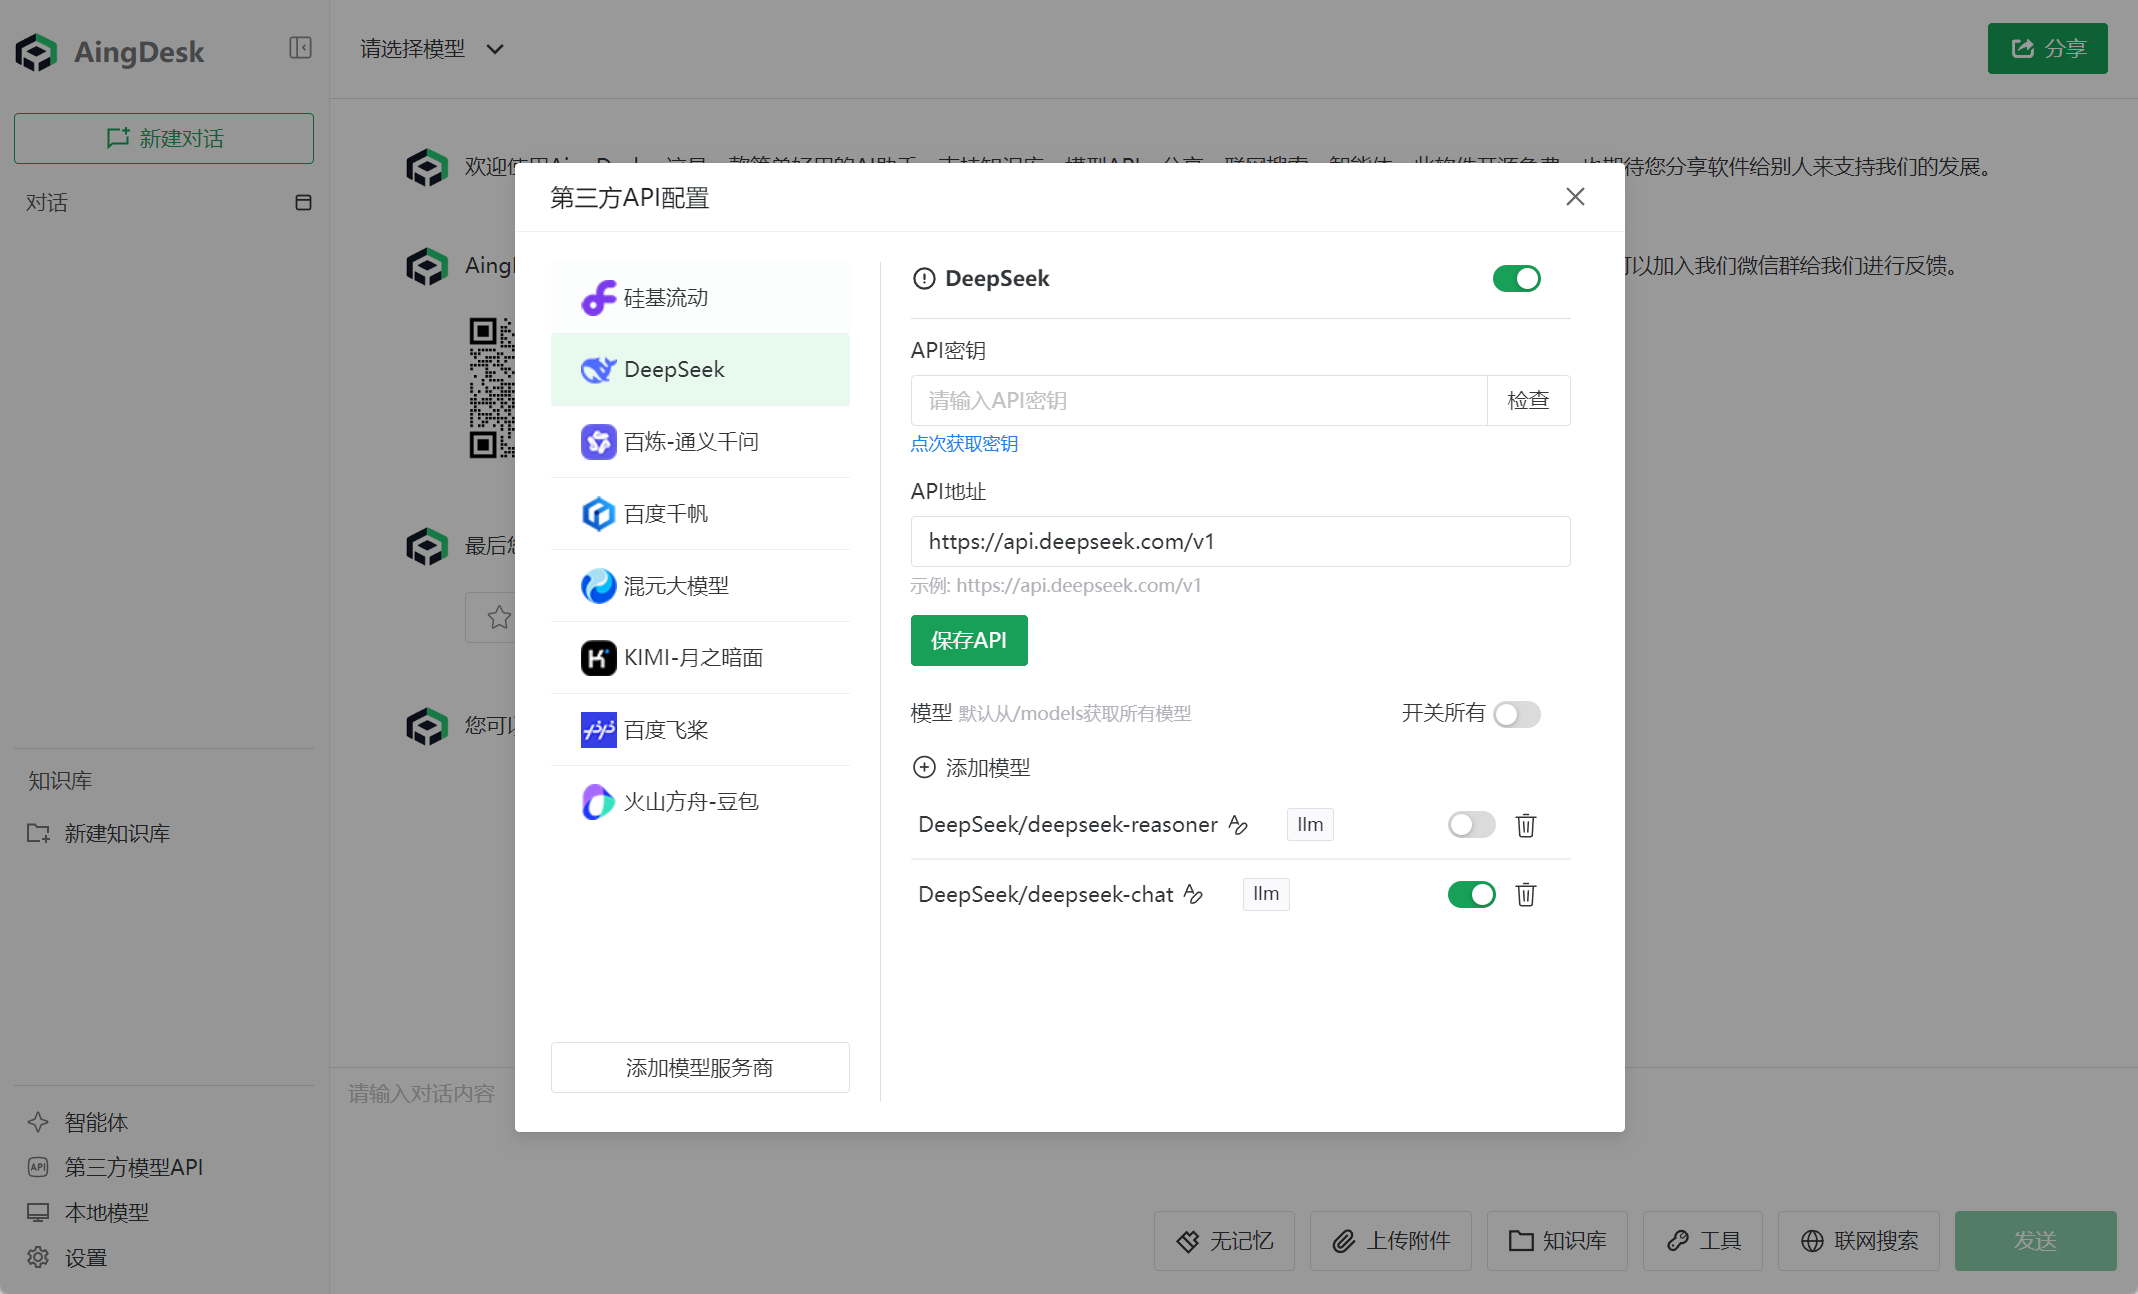 AingDesk
新建对话
对话
知识库
新建知识库
智能体
API 第三方模型API
本地模型
设置
请选择模型
分享
待您分享软件给别人来支持我们的发展。
可以加入我们微信群给我们进行反馈。
最后
您可
第三方API配置
硅基流动
DeepSeek
百炼-通义千问
百度千帆
混元大模型
KIMI-月之暗面
百度飞桨
火山方舟-豆包
添加模型服务商
DeepSeek
API密钥
请输入API密钥
检查
点次获取密钥
API地址
https://api.deepseek.com/v1
示例: https://api.deepseek.com/v1
保存API
模型 默认从/models获取所有模型
开关所有
添加模型
DeepSeek/deepseek-reasoner llm
DeepSeek/deepseek-chat llm
请输入对话内容
无记忆
上传附件
知识库
工具
联网搜索
发送